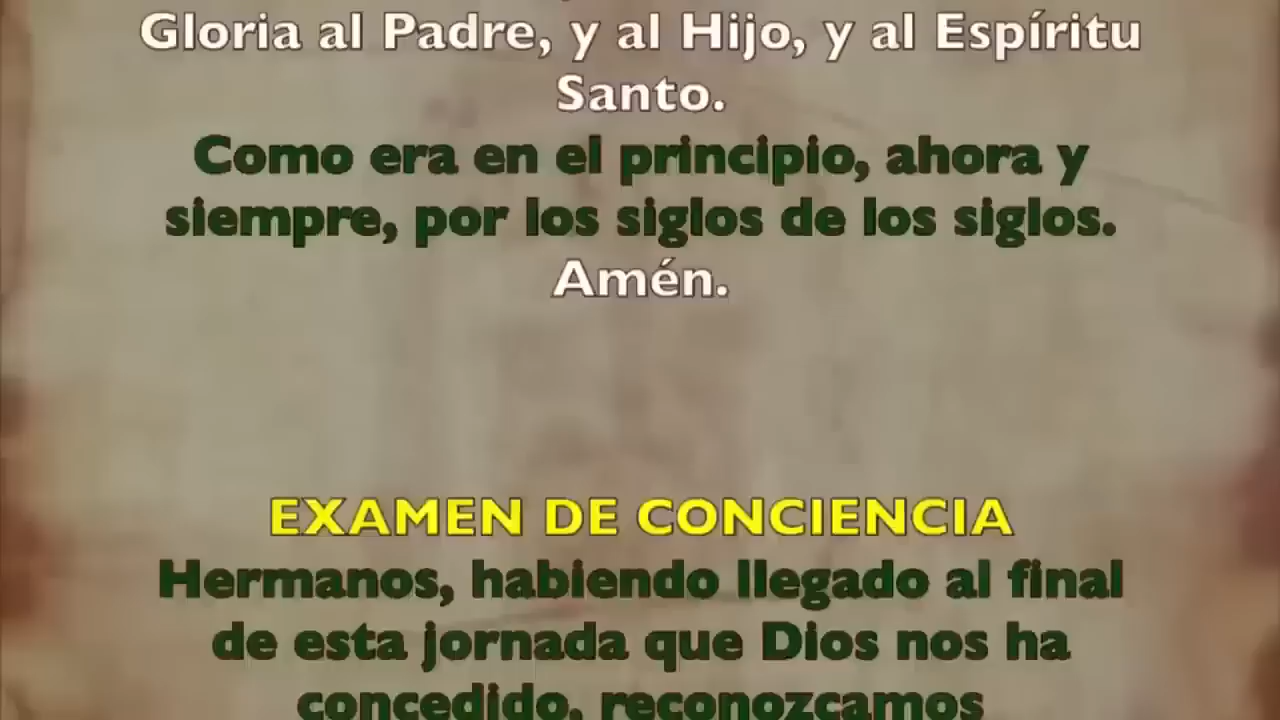 Gloria al Padre, y al Hijo, y al Espíritu
Santo.
Como era en el principio, ahora y
siempre, por los siglos de los siglos.
Amén.
EXAMEN DE CONCIENCIA
Hermanos, habiendo llegado al final
de esta jornada que Dios nos ha
concedido, reconozcamos